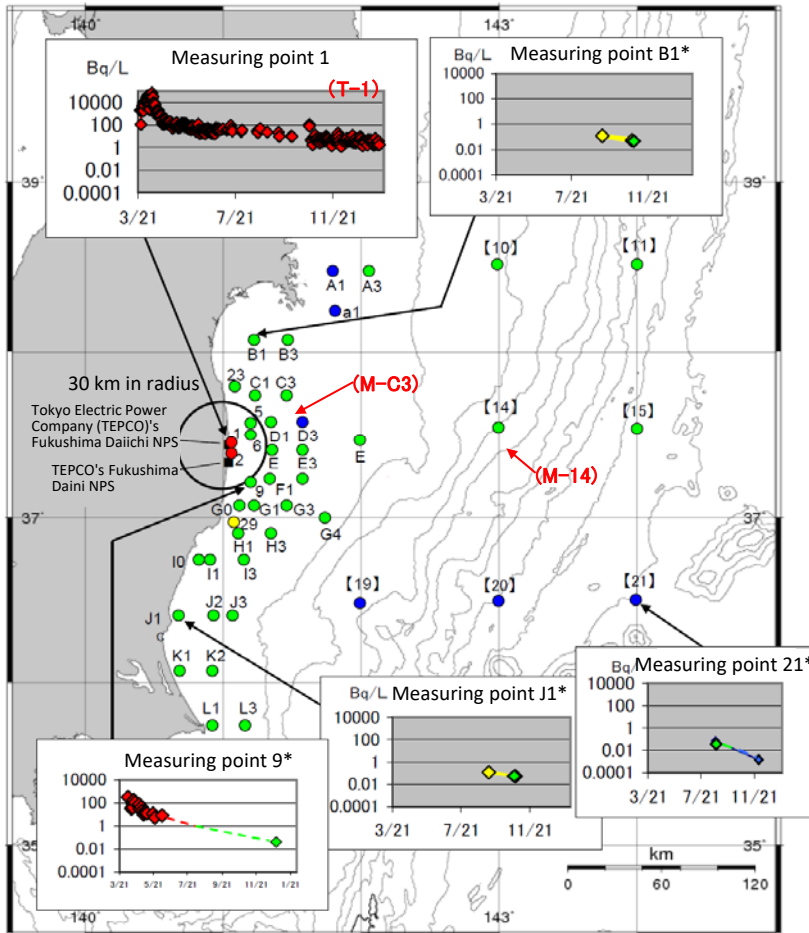 140°
143°
Measuring point 1
Bq/L
(T-1)
10000
100
1
0.01
0.0001
3/21
7/21
11/21
Measuring point B1*
Bq/L
10000
100
1
0.01
0.0001
3/21
7/21
11/21
39°
【10】
【11】
A1
A3
a1
B1
B3
30 km in radius
23
C1
C3
(M-C3)
Tokyo Electric Power
Company (TEPCO)'s
Fukushima Daiichi NPS
5
1
6
D1
D3
【14】
【15】
E
E
E3
2
TEPCO's Fukushima
Daini NPS
(M-14)
9
F1
G0
G1
G3
G4
37°
29
H1
H3
I0
I1
I3
【19】
【20】
【21】
J1
J2
J3
K1
K2
L1
L3
Measuring point 21*
Bq/L
10000
100
1
0.01
0.0001
3/21
7/21
11/21
Measuring point J1*
Bq/L
10000
100
1
0.01
0.0001
3/21
7/21
11/21
Measuring point 9*
10000
100
1
0.01
0.0001
3/21
5/21
7/21
9/21
11/21
1/21
35°
km
0
60
120
140°
143°